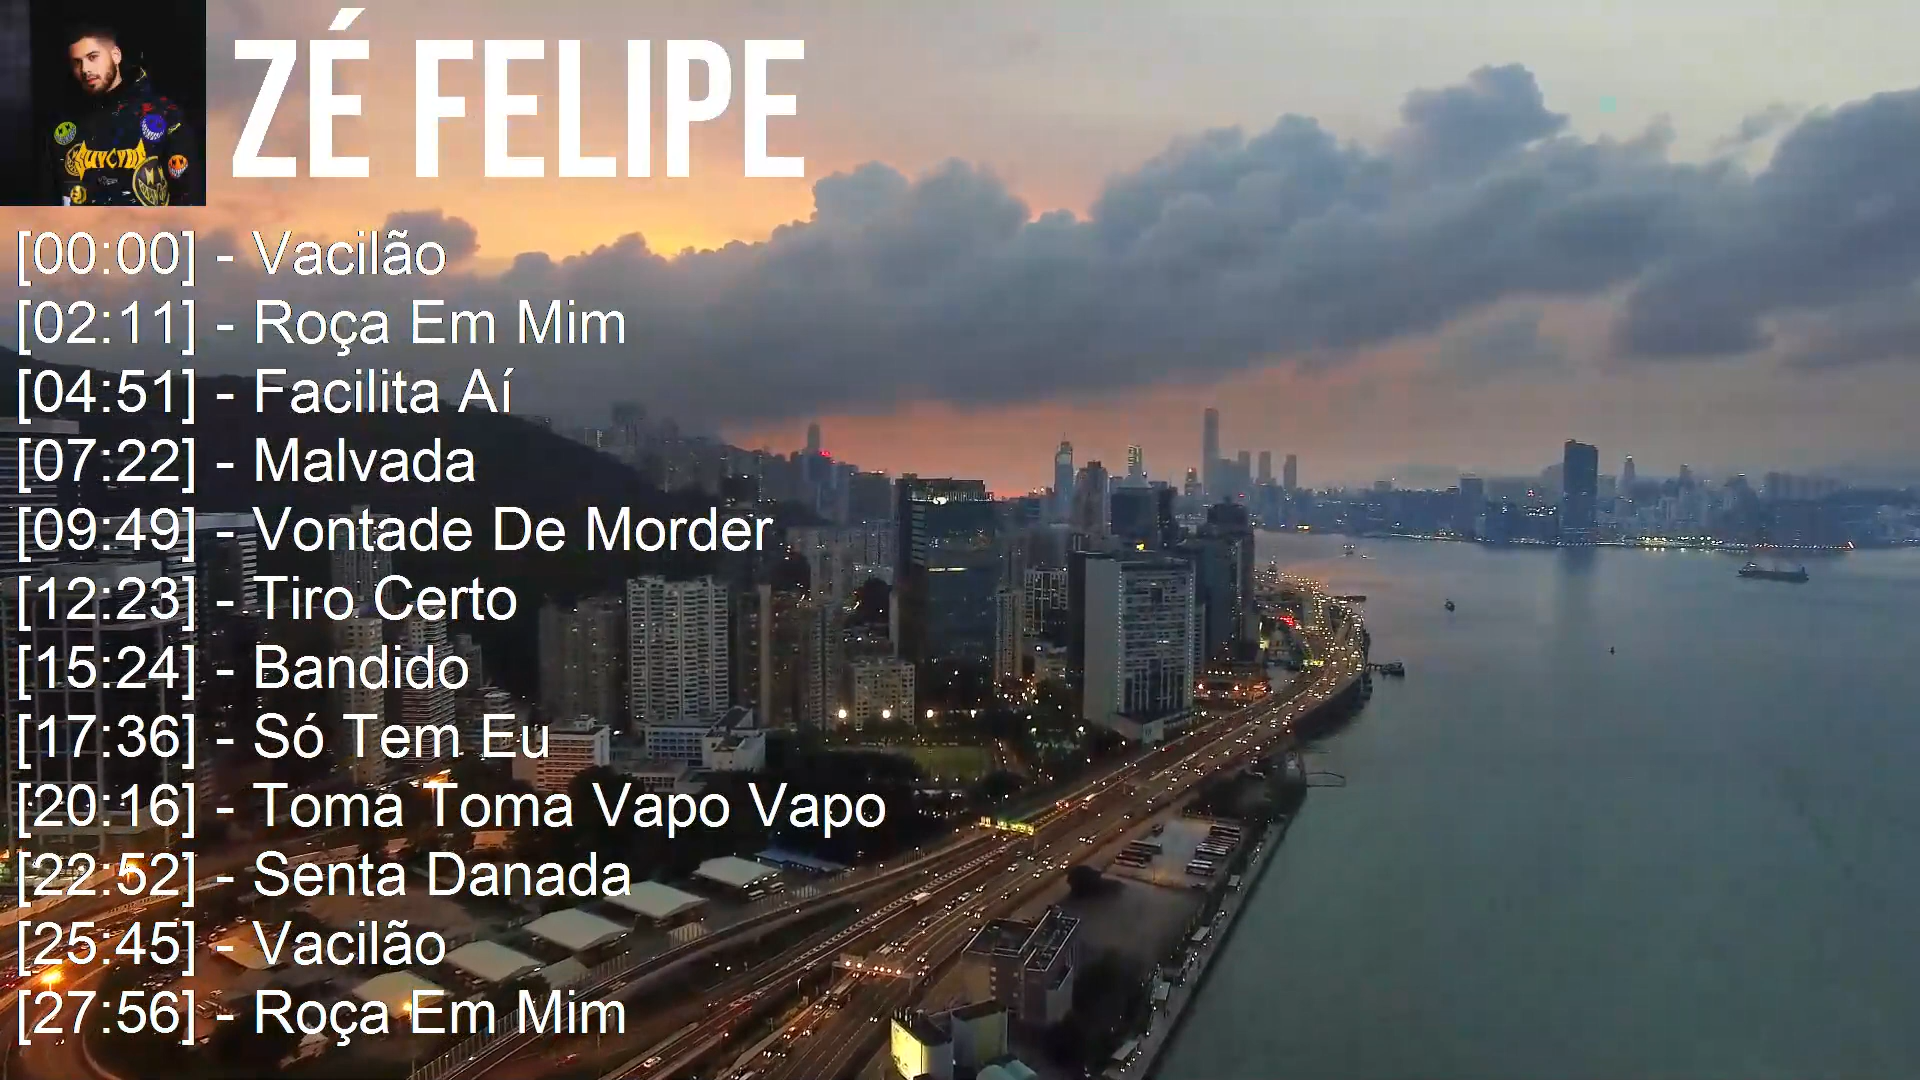 ZÉ FELIPE
[00:00] - Vacilão
[02:11] - Roça Em Mim
[04:51] - Facilita Aí
[07:22] - Malvada
[09:49] - Vontade De Morder
[12:23] - Tiro Certo
[15:24] - Bandido
[17:36] - Só Tem Eu
[20:16] - Toma Toma Vapo Vapo
[22:52] - Senta Danada
[25:45] - Vacilão
[27:56] - Roça Em Mim